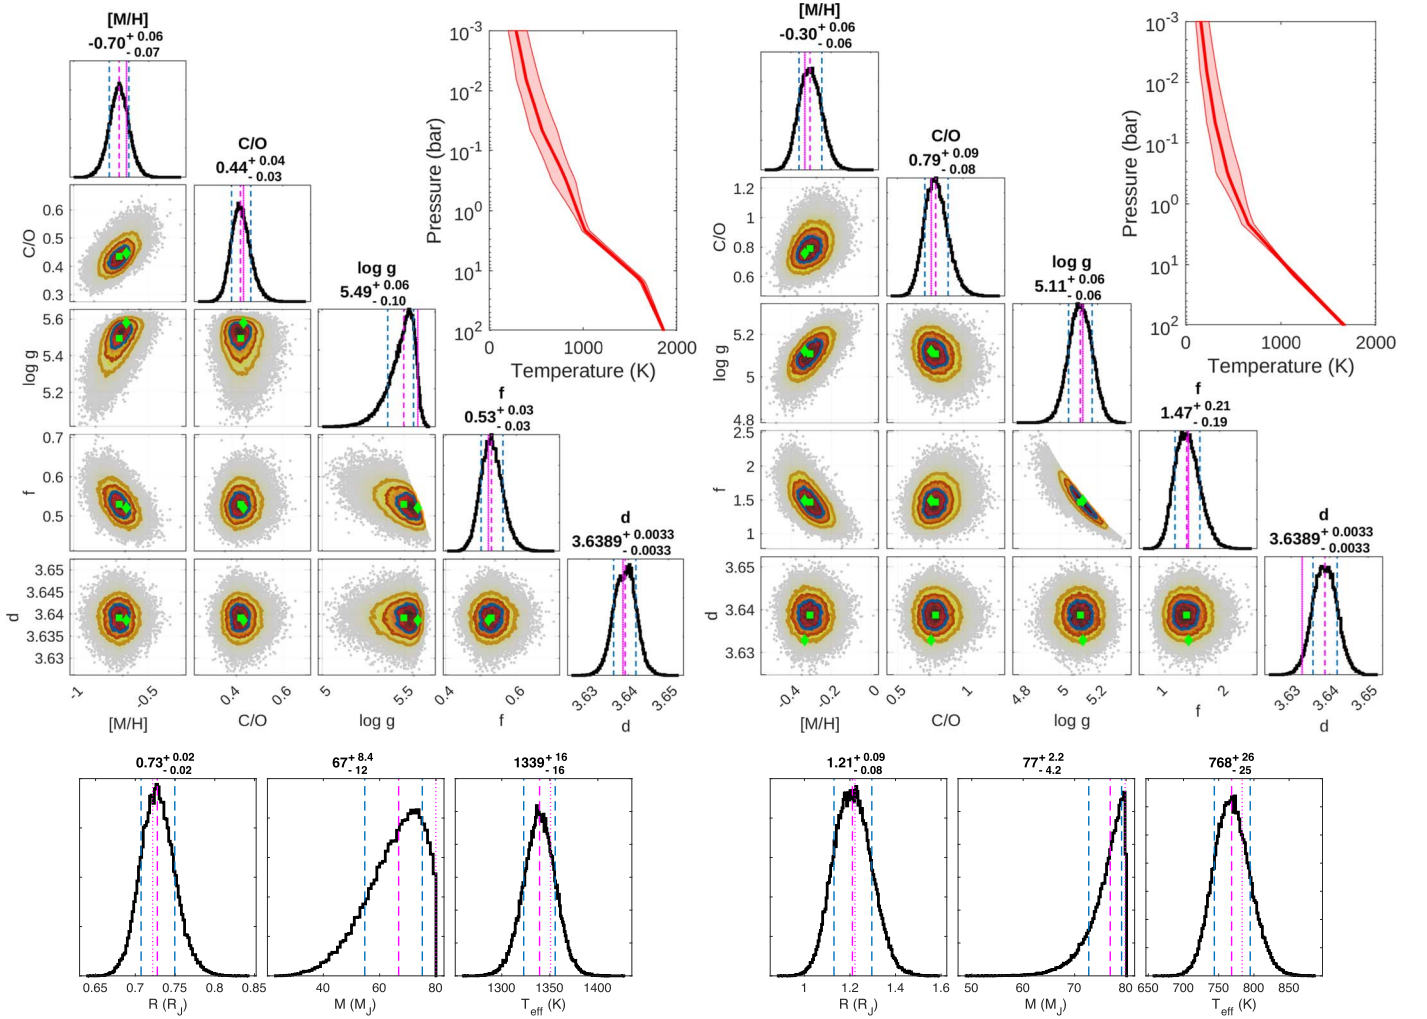 [M/H]
-0.70 + 0.06 - 0.07
C/O
0.44 + 0.04 - 0.03
log g
5.49 + 0.06 - 0.10
f
0.53 + 0.03 - 0.03
d
3.6389 + 0.0033 - 0.0033
10-3
10-2
10-1
100
101
102
Pressure (bar)
0 1000 2000
Temperature (K)
C/O
0.6
0.5
0.4
0.3
log g
5.6
5.4
5.2
f
0.7
0.6
0.5
d
3.65
3.645
3.64
3.635
3.63
-1 -0.5
0.4 0.6
5 5.5
0.4 0.6
3.63 3.64 3.65
[M/H] C/O log g f d
0.73 + 0.02 - 0.02
67 + 8.4 - 12
1339 + 16 - 16
0.65 0.7 0.75 0.8 0.85
R (RJ)
40 60 80
M (MJ)
1300 1350 1400
Teff (K)
[M/H]
-0.30 + 0.06 - 0.06
C/O
0.79 + 0.09 - 0.08
log g
5.11 + 0.06 - 0.06
f
1.47 + 0.21 - 0.19
d
3.6389 + 0.0033 - 0.0033
10-3
10-2
10-1
100
101
102
Pressure (bar)
0 1000 2000
Temperature (K)
C/O
1.2
1
0.8
0.6
log g
5.2
5
4.8
f
2.5
2
1.5
1
d
3.65
3.64
3.63
-0.4 -0.2 0
0.5 1
4.8 5 5.2
1 2
3.63 3.64 3.65
[M/H] C/O log g f d
1.21 + 0.09 - 0.08
77 + 2.2 - 4.2
768 + 26 - 25
1 1.2 1.4 1.6
R (RJ)
50 60 70 80
M (MJ)
650 700 750 800 850
Teff (K)